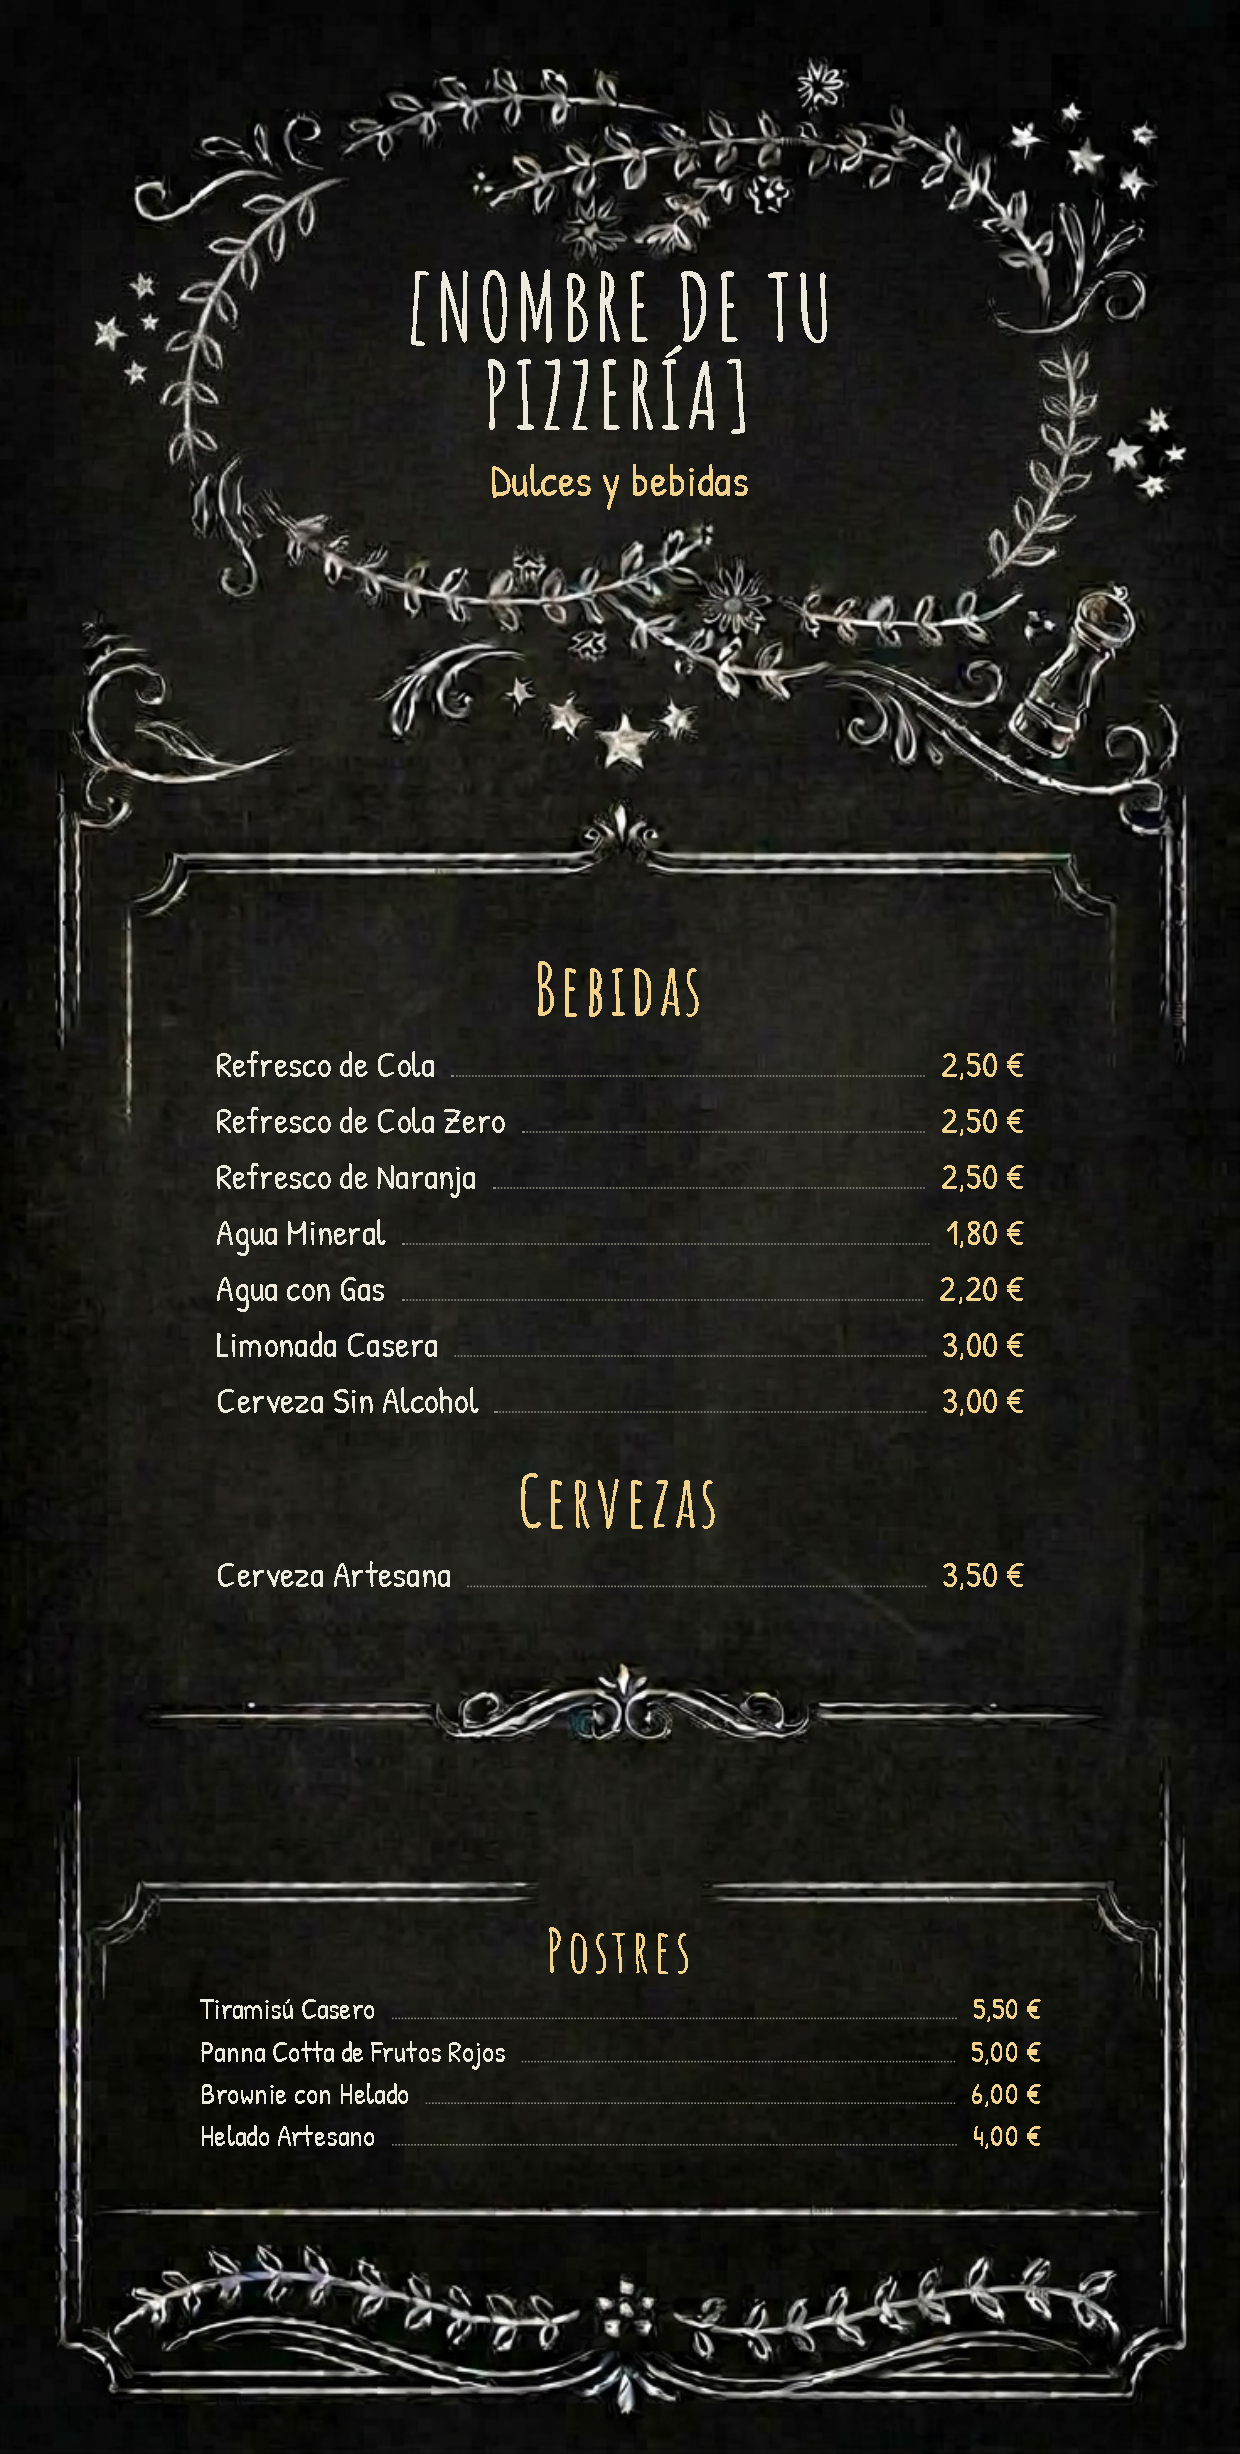 [NOMBRE DE TU
PIZZERÍA]
Dulces y bebidas
BEBIDAS
Refresco de Cola 2,50 €
Refresco de Cola Zero 2,50 €
Refresco de Naranja 2,50 €
Agua Mineral 1,80 €
Agua con Gas 2,20 €
Limonada Casera 3,00 €
Cerveza Sin Alcohol 3,00 €
CERVEZAS
Cerveza Artesana 3,50 €
POSTRES
Tiramisú Casero 5,50 €
Panna Cotta de Frutos Rojos 5,00 €
Brownie con Helado 6,00 €
Helado Artesano 4,00 €